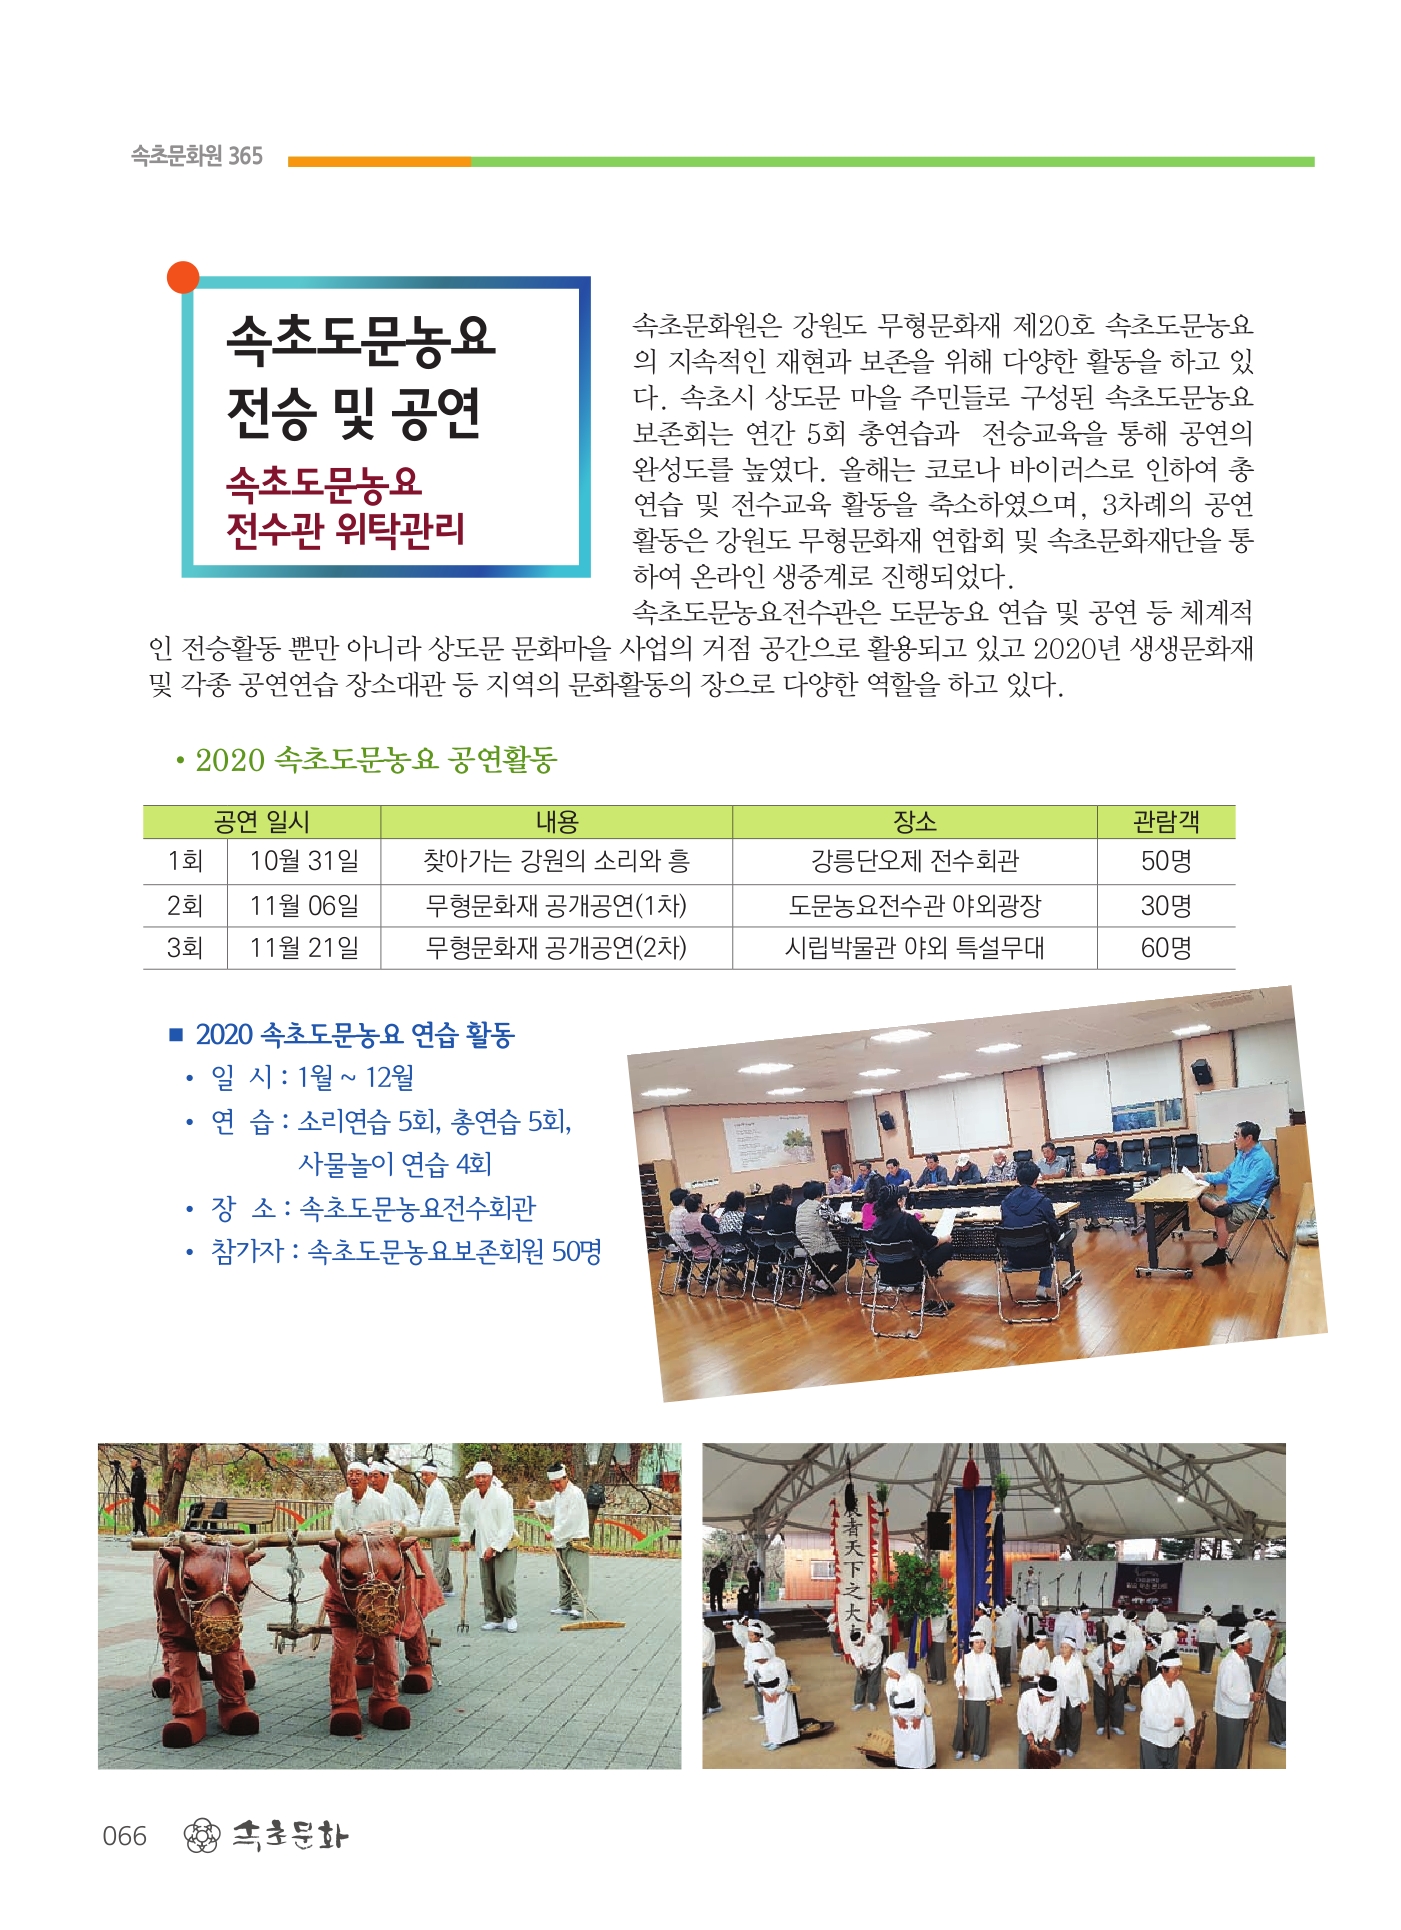 속초문화원 365
속초도문농요
전승 및 공연
속초도문농요
전수관 위탁관리
속초문화원은 강원도 무형문화재 제20호 속초도문농요
의 지속적인 재현과 보존을 위해 다양한 활동을 하고 있
다. 속초시 상도문 마을 주민들로 구성된 속초도문농요
보존회는 연간 5회 총연습과 전승교육을 통해 공연의
완성도를 높였다. 올해는 코로나 바이러스로 인하여 총
연습 및 전수교육 활동을 축소하였으며, 3차례의 공연
활동은 강원도 무형문화재 연합회 및 속초문화재단을 통
하여 온라인 생중계로 진행되었다.
속초도문농요전수관은 도문농요 연습 및 공연 등 체계적
인 전승활동 뿐만 아니라 상도문 문화마을 사업의 거점 공간으로 활용되고 있고 2020년 생생문화재
및 각종 공연연습 장소대관 등 지역의 문화활동의 장으로 다양한 역할을 하고 있다.
• 2020 속초도문농요 공연활동
공연 일시 내용 장소 관람객
1회 10월 31일 찾아가는 강원의 소리와 흥 강릉단오제 전수회관 50명
2회 11월 06일 무형문화재 공개공연(1차) 도문농요전수관 야외광장 30명
3회 11월 21일 무형문화재 공개공연(2차) 시립박물관 야외 특설무대 60명
■ 2020 속초도문농요 연습 활동
• 일 시 : 1월 ~ 12월
• 연 습 : 소리연습 5회, 총연습 5회,
사물놀이 연습 4회
• 장 소 : 속초도문농요전수회관
• 참가자 : 속초도문농요보존회원 50명
農者天下之大
066
속초문화